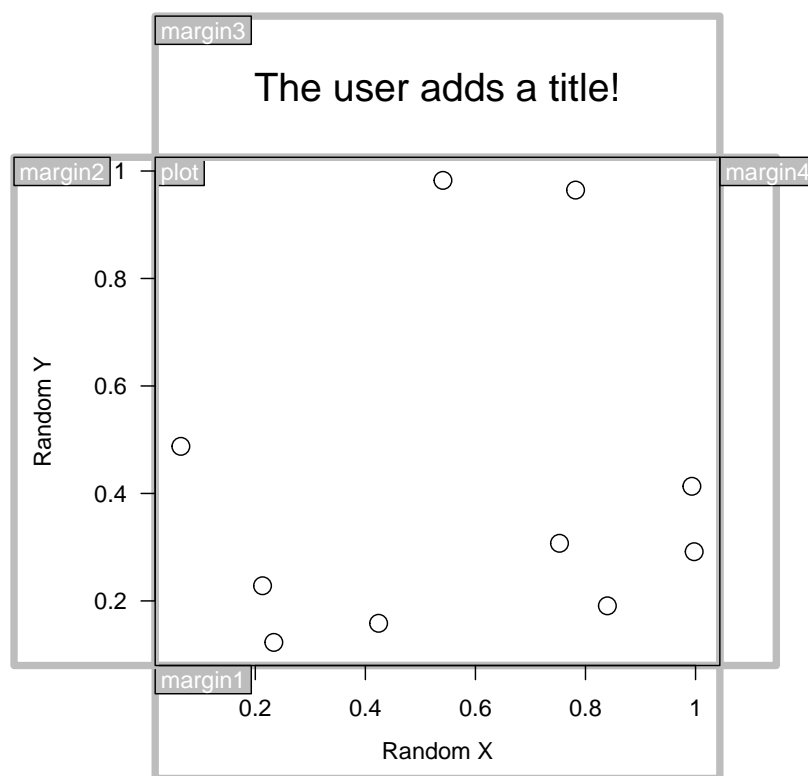 margin3
The user adds a title!
margin2
1
plot
margin4
0.8
0.6
Random Y
0.4
0.2
margin1
0.2 0.4 0.6 0.8 1
Random X